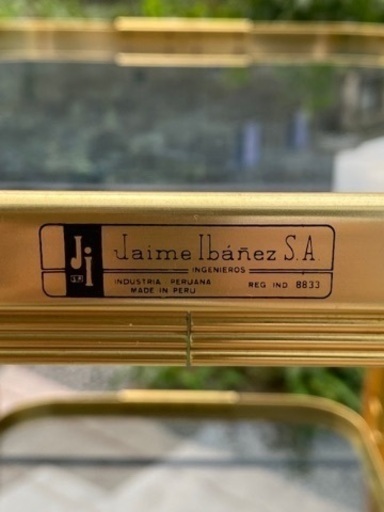 Ji
Jaime Ibáñez S.A
INGENIEROS
INDUSTRIA PERUANA
MADE IN PERU
REG IND 8833